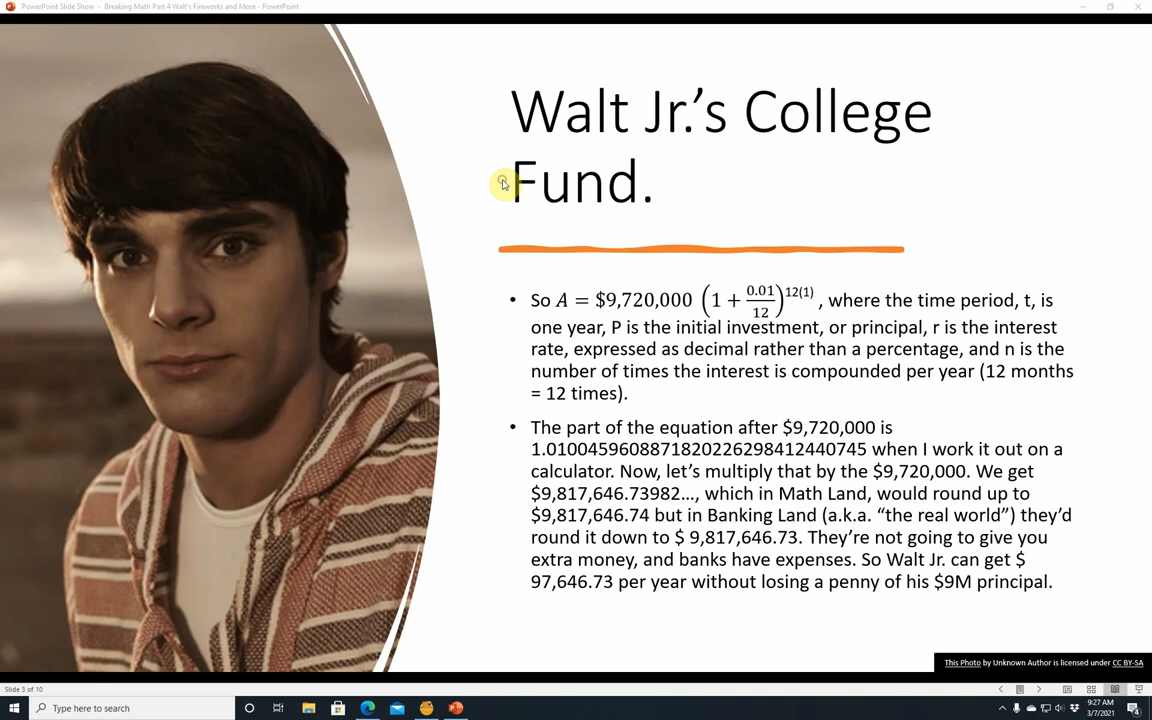 PowerPoint Slide Show - Breaking Math Part 4 Walt's Fireworks and More - PowerPoint
Walt Jr.'s College
Fund.
• So A = $9,720,000 (1 + 0.01/12)^12(1) , where the time period, t, is
one year, P is the initial investment, or principal, r is the interest
rate, expressed as decimal rather than a percentage, and n is the
number of times the interest is compounded per year (12 months
= 12 times).
• The part of the equation after $9,720,000 is
1.0100459608871820226298412440745 when I work it out on a
calculator. Now, let's multiply that by the $9,720,000. We get
$9,817,646.73982…, which in Math Land, would round up to
$9,817,646.74 but in Banking Land (a.k.a. "the real world") they'd
round it down to $ 9,817,646.73. They're not going to give you
extra money, and banks have expenses. So Walt Jr. can get $
97,646.73 per year without losing a penny of his $9M principal.
This Photo by Unknown Author is licensed under CC BY-SA
Slide 3 of 10
Type here to search
9:27 AM
3/7/2021